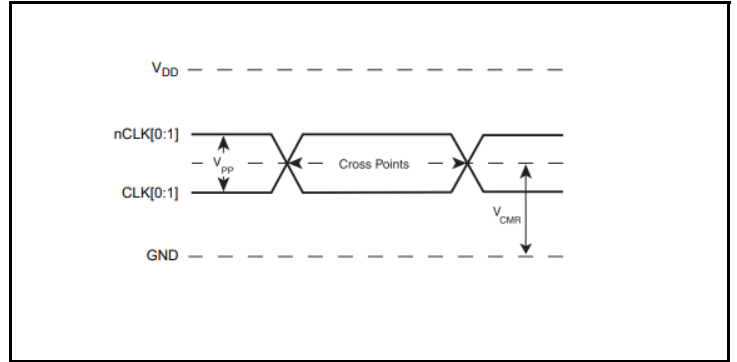 VDD
nCLK[0:1]
VPP
Cross Points
CLK[0:1]
VCMR
GND